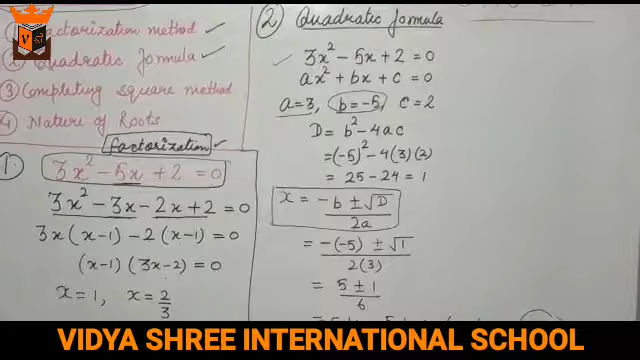 ① Factorization method ✓
② Quadratic formula ✓
③ Completing square method
④ Nature of Roots
factorization ✓
1.
3x² - 5x + 2 = 0
3x² - 3x - 2x + 2 = 0
3x(x-1) - 2(x-1) = 0
(x-1)(3x-2) = 0
x = 1, x = 2/3
② Quadratic formula
3x² - 5x + 2 = 0
ax² + bx + c = 0
a = 3, b = -5, c = 2
D = b² - 4ac
= (-5)² - 4(3)(2)
= 25 - 24 = 1
x = -b ± √D / 2a
= -(-5) ± √1 / 2(3)
= 5 ± 1 / 6
VIDYA SHREE INTERNATIONAL SCHOOL